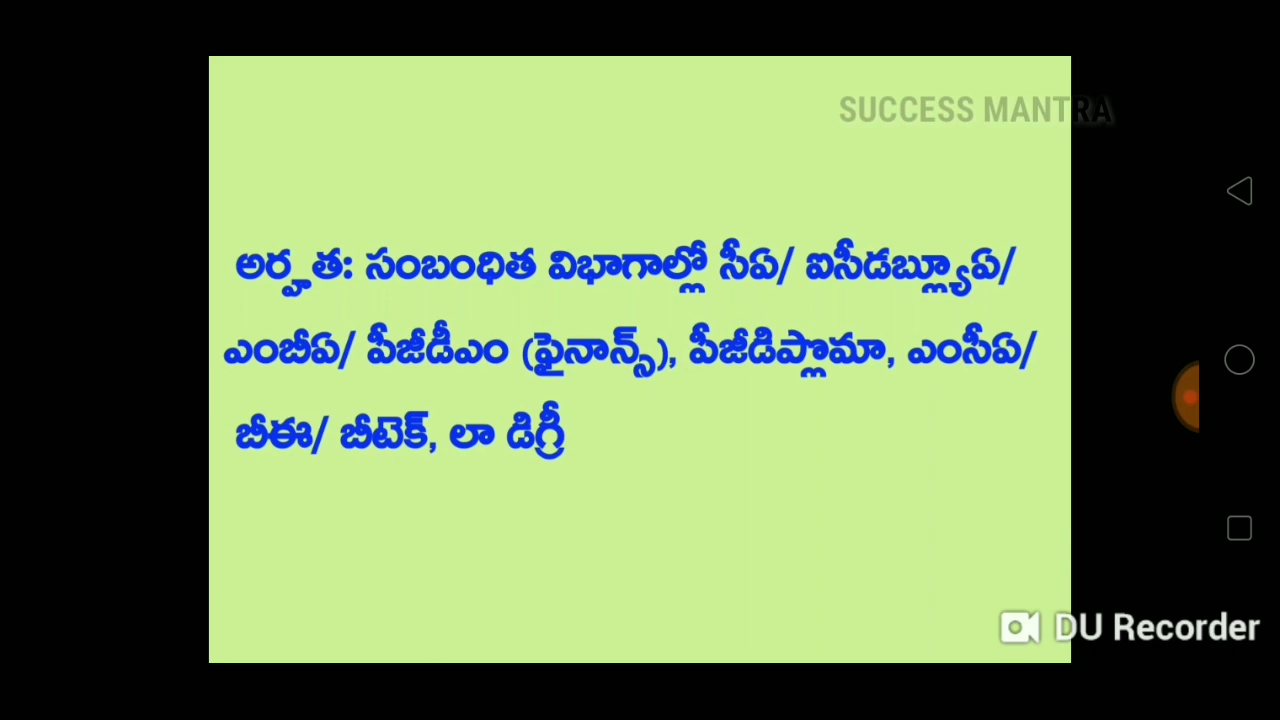 SUCCESS MANTRA
అర్హత: సంబంధిత విభాగాల్లో సీఏ/ ఐసీడబ్ల్యూఏ/
ఎంబీఏ/ పీజీడీఎం (ఫైనాన్స్), పీజీడిప్లొమా, ఎంసీఏ/
బీఈ/ బీటెక్, లా డిగ్రీ
DU Recorder